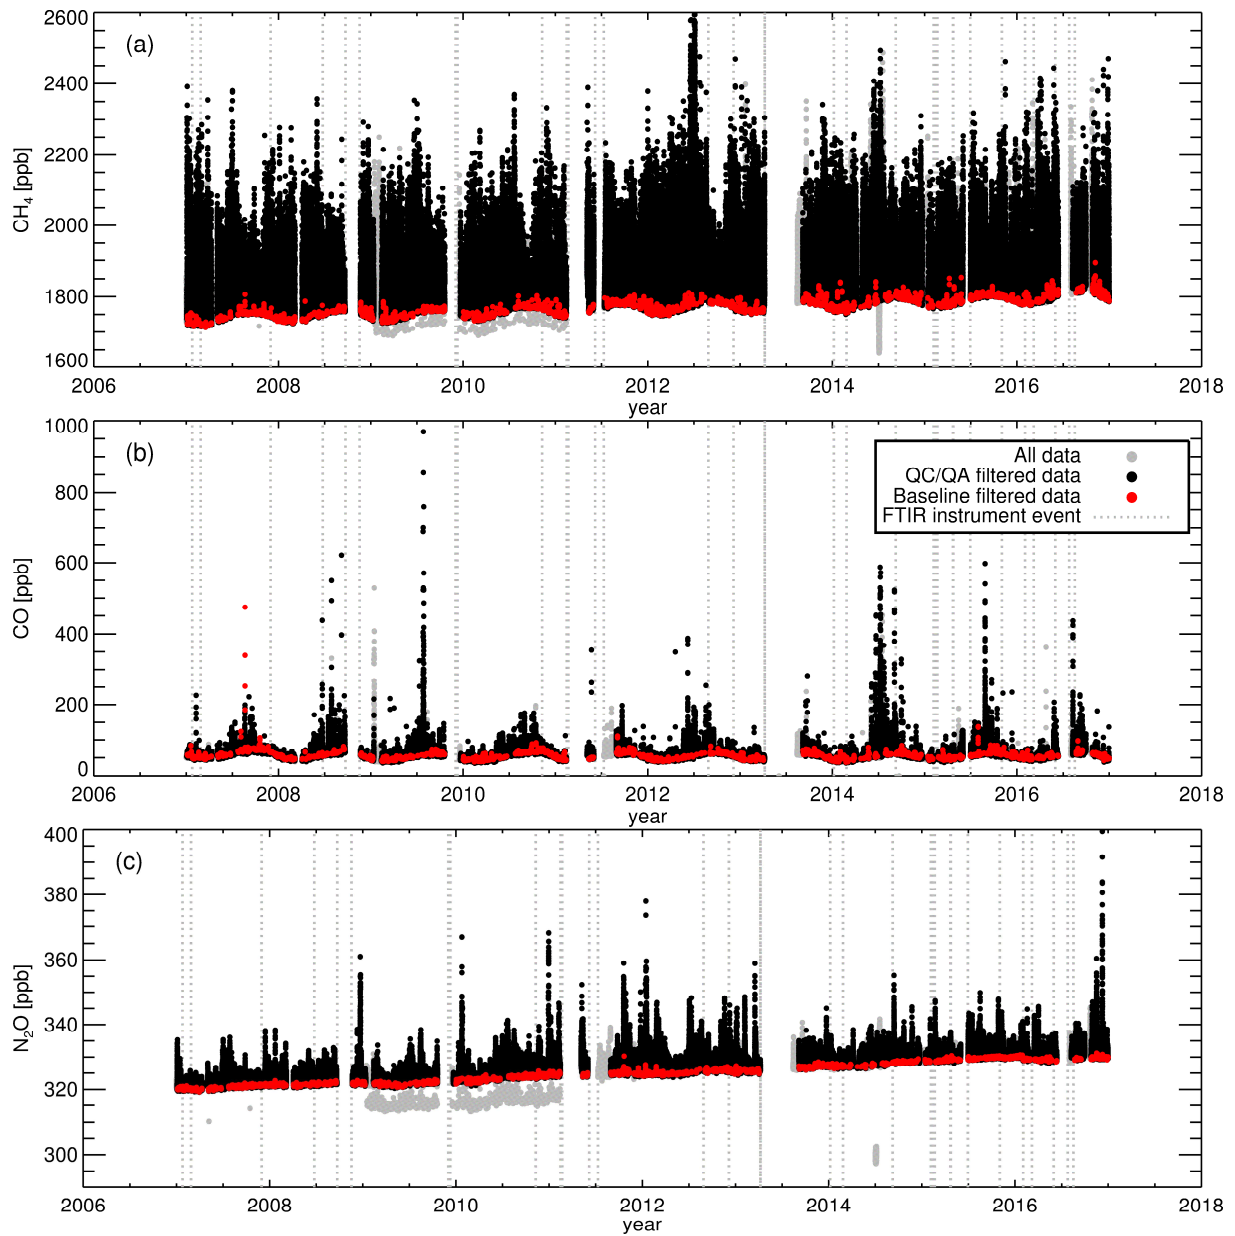 2600
(a)
2400
2200
CH4 [ppb]
2000
1800
1600
2006 2008 2010 2012 2014 2016 2018
year
1000
(b)
All data
QC/QA filtered data
Baseline filtered data
FTIR instrument event
800
600
CO [ppb]
400
200
0
2006 2008 2010 2012 2014 2016 2018
year
400
(c)
380
360
N2O [ppb]
340
320
300
2006 2008 2010 2012 2014 2016 2018
year